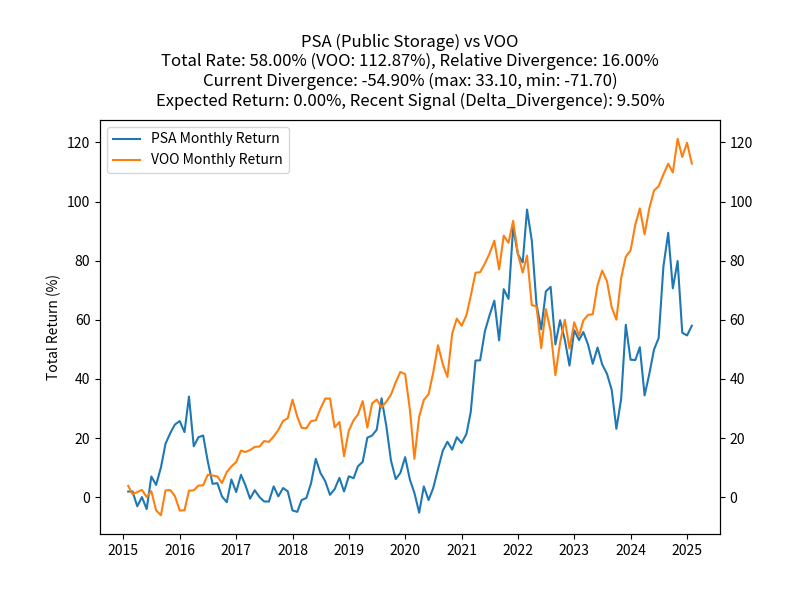 PSA (Public Storage) vs VOO
Total Rate: 58.00% (VOO: 112.87%), Relative Divergence: 16.00%
Current Divergence: -54.90% (max: 33.10, min: -71.70)
Expected Return: 0.00%, Recent Signal (Delta_Divergence): 9.50%
PSA Monthly Return
VOO Monthly Return
Total Return (%)
120 120
100 100
80 80
60 60
40 40
20 20
0 0
2015 2016 2017 2018 2019 2020 2021 2022 2023 2024 2025